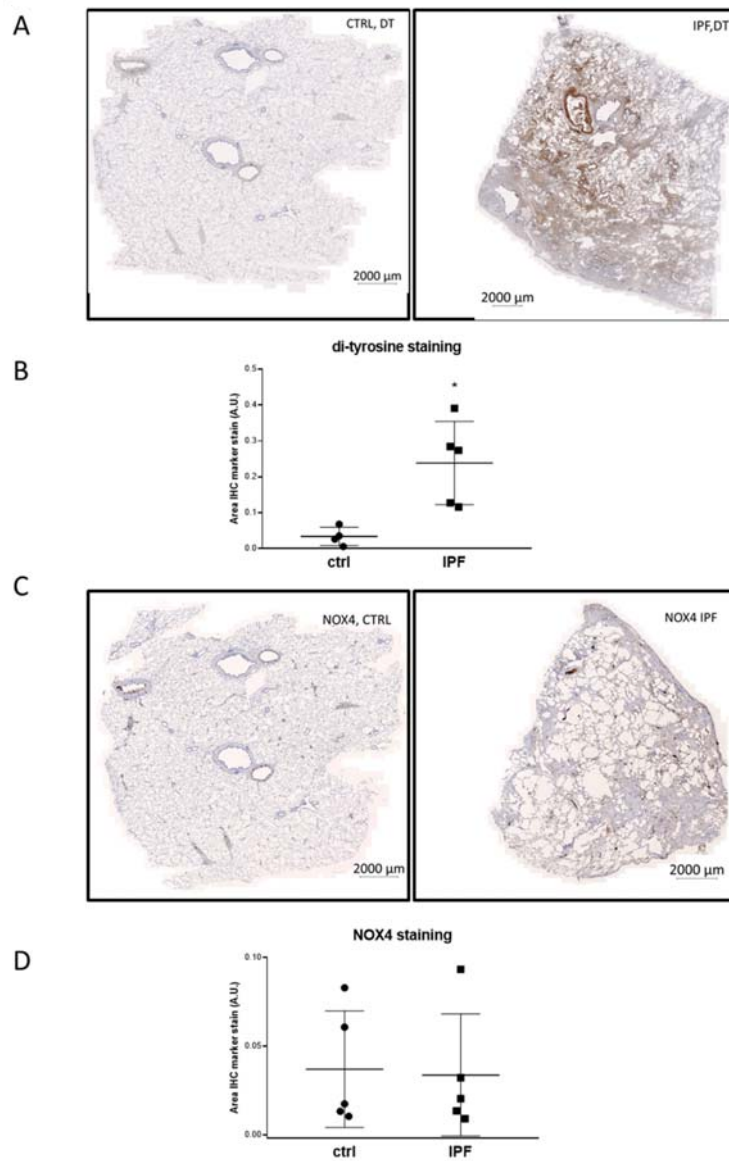 A
CTRL, DT
IPF,DT
2000 µm
2000 µm
B
di-tyrosine staining
Area IHC marker stain (A.U.)
0.5
0.4
0.3
0.2
0.1
0.0
*
ctrl
IPF
C
NOX4, CTRL
NOX4 IPF
2000 µm
2000 µm
D
NOX4 staining
Area IHC marker stain (A.U.)
0.10
0.05
0.00
ctrl
IPF